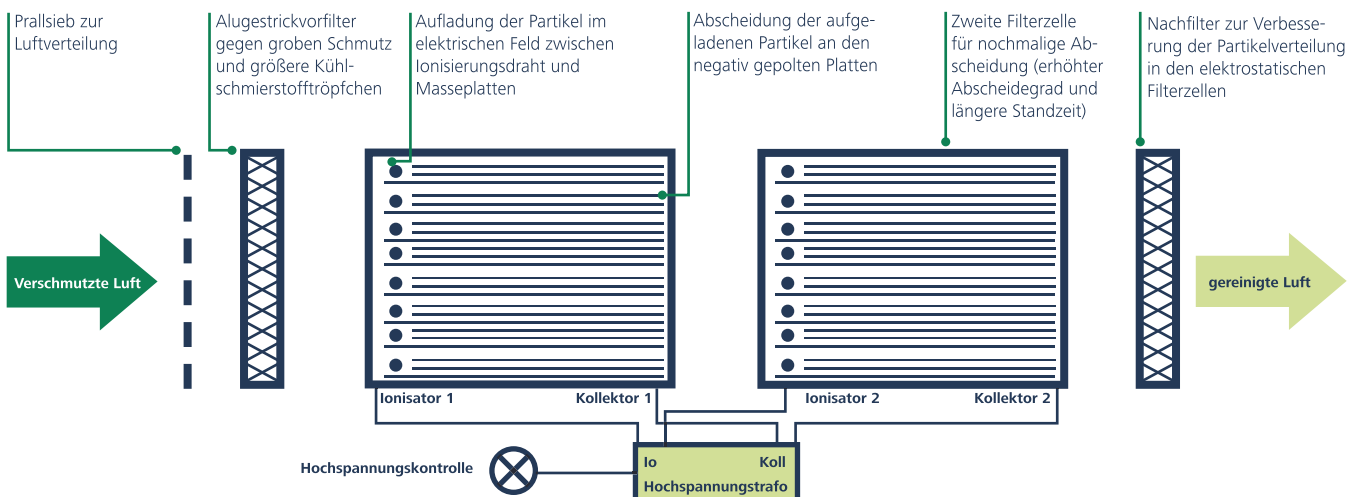 Prallsieb zur
Luftverteilung
Alugestrickvorfilter
gegen groben Schmutz
und größere Kühl-
schmierstofftröpfchen
Aufladung der Partikel im
elektrischen Feld zwischen
Ionisierungsdraht und
Masseplatten
Abscheidung der aufge-
ladenen Partikel an den
negativ gepolten Platten
Zweite Filterzelle
für nochmalige Ab-
scheidung (erhöhter
Abscheidegrad und
längere Standzeit)
Nachfilter zur Verbesse-
rung der Partikelverteilung
in den elektrostatischen
Filterzellen
Verschmutzte Luft
gereinigte Luft
Ionisator 1
Kollektor 1
Ionisator 2
Kollektor 2
Hochspannungskontrolle
Io
Koll
Hochspannungstrafo